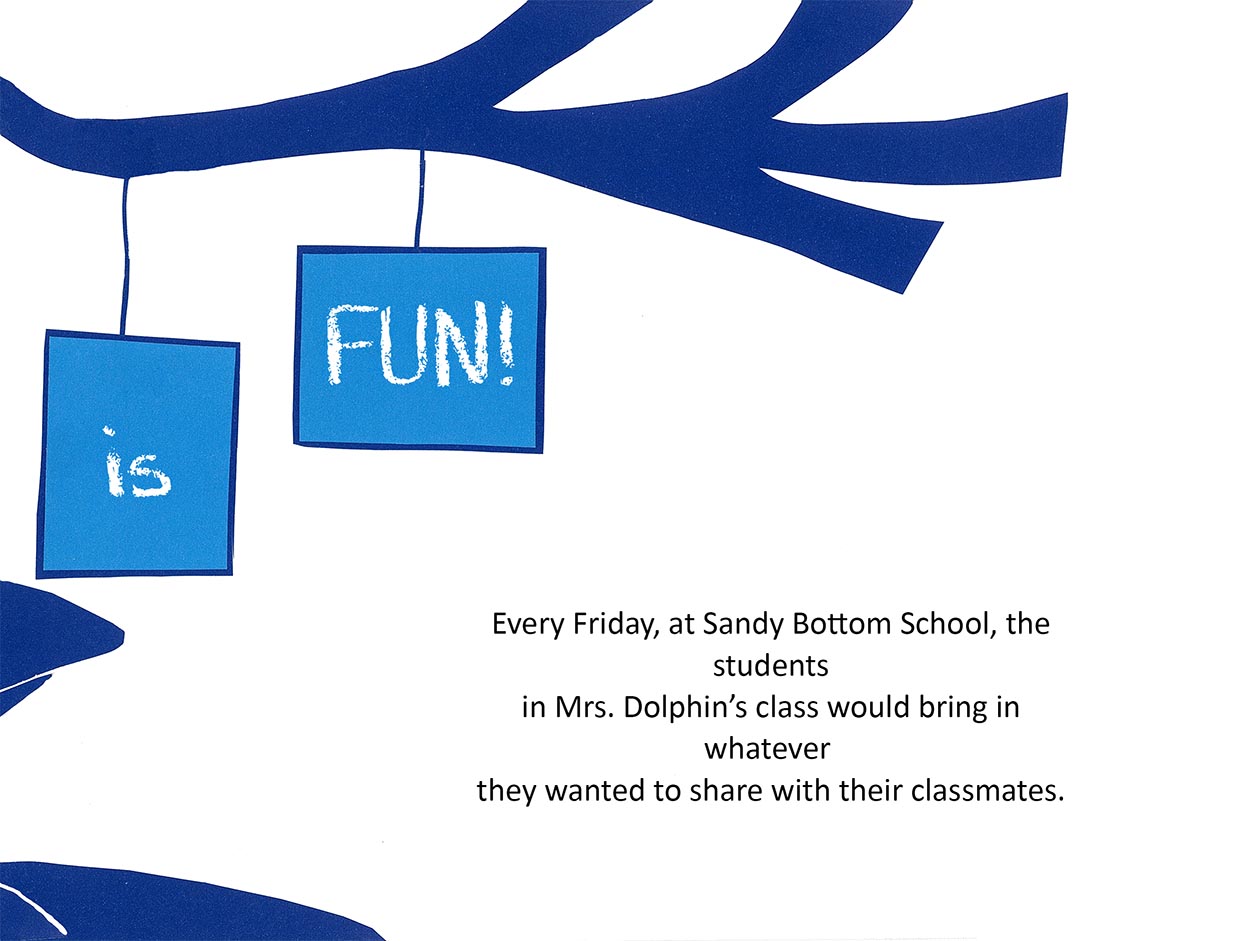 is
FUN!
Every Friday, at Sandy Bottom School, the
students
in Mrs. Dolphin’s class would bring in
whatever
they wanted to share with their classmates.